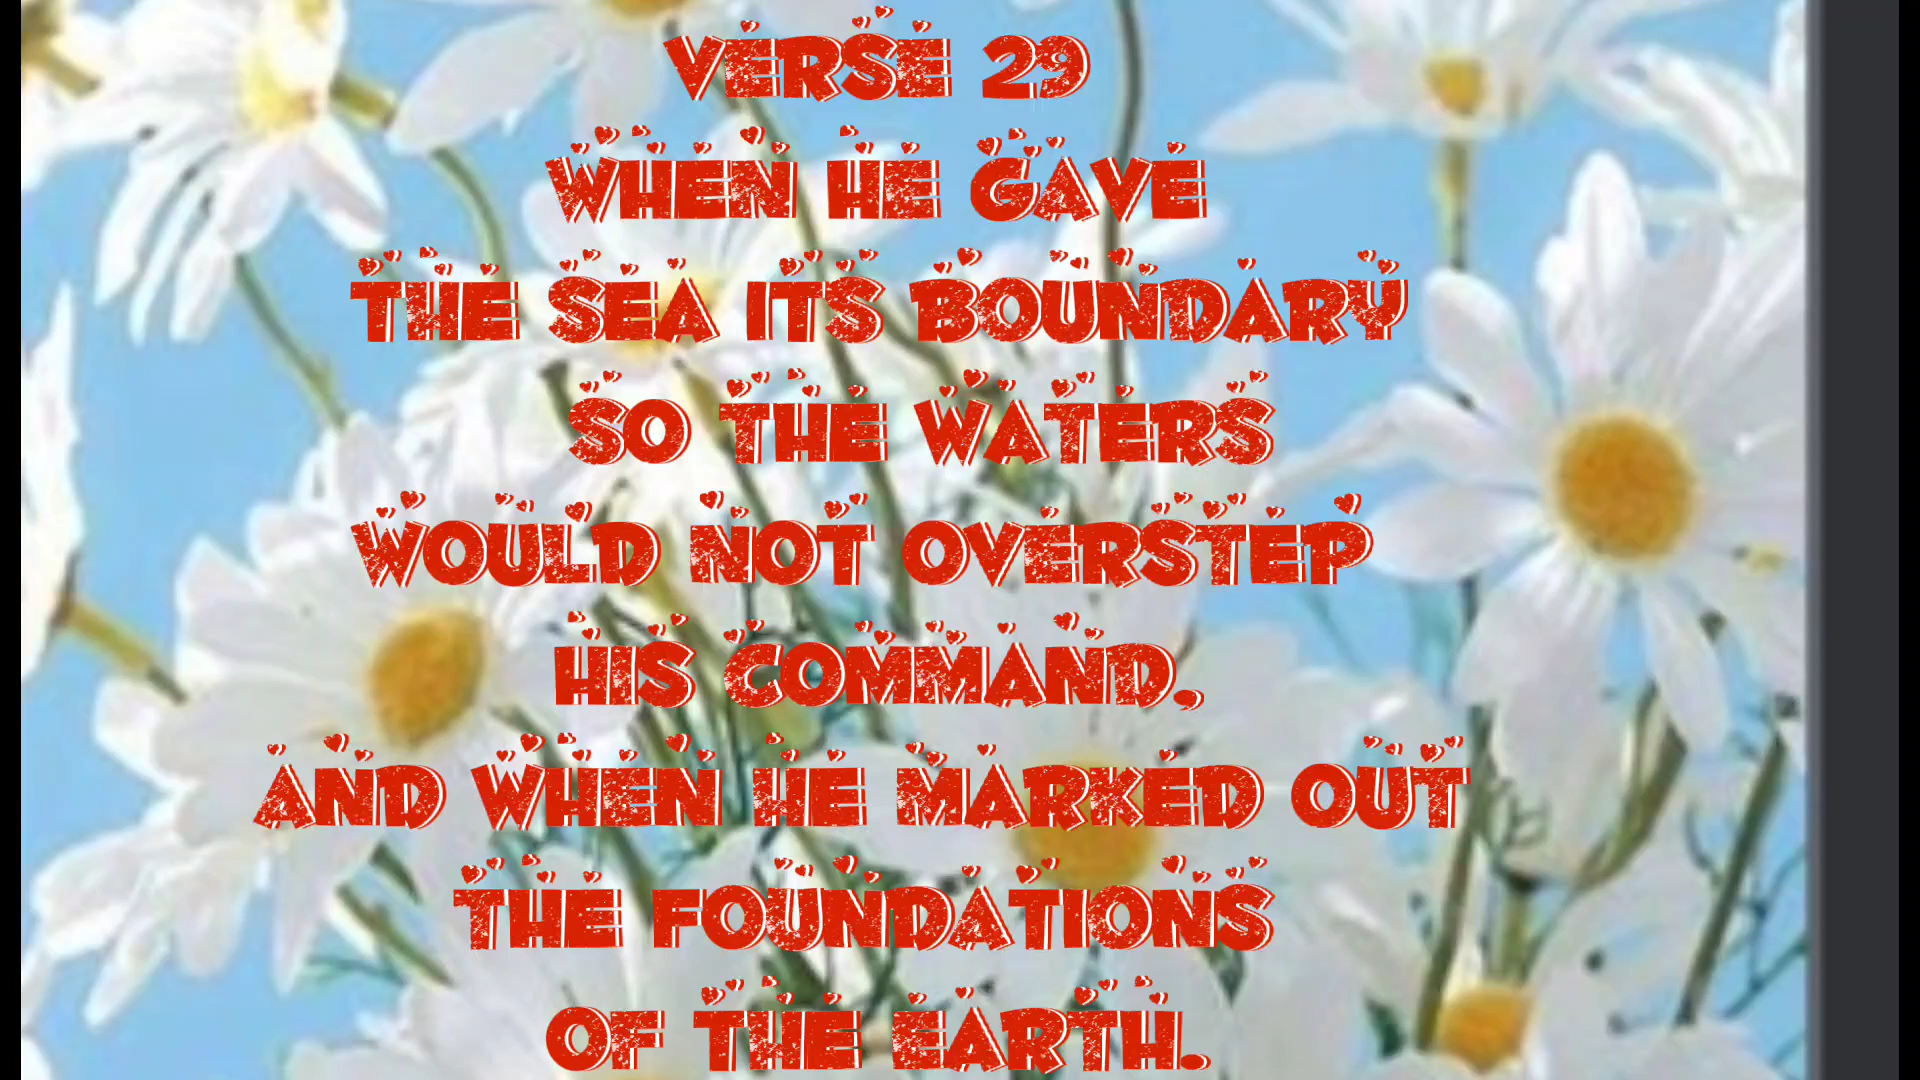 VERSE 29
WHEN HE GAVE
THE SEA ITS BOUNDARY
SO THE WATERS
WOULD NOT OVERSTEP
HIS COMMAND,
AND WHEN HE MARKED OUT
THE FOUNDATIONS
OF THE EARTH.